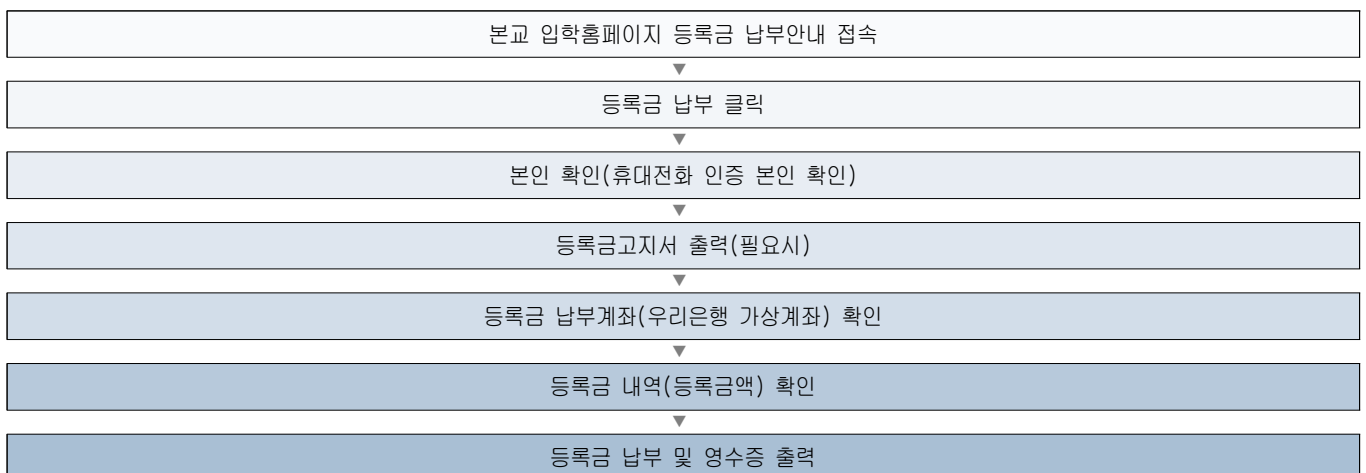 본교 입학홈페이지 등록금 납부안내 접속
▼
등록금 납부 클릭
▼
본인 확인(휴대전화 인증 본인 확인)
▼
등록금고지서 출력(필요시)
▼
등록금 납부계좌(우리은행 가상계좌) 확인
▼
등록금 내역(등록금액) 확인
▼
등록금 납부 및 영수증 출력